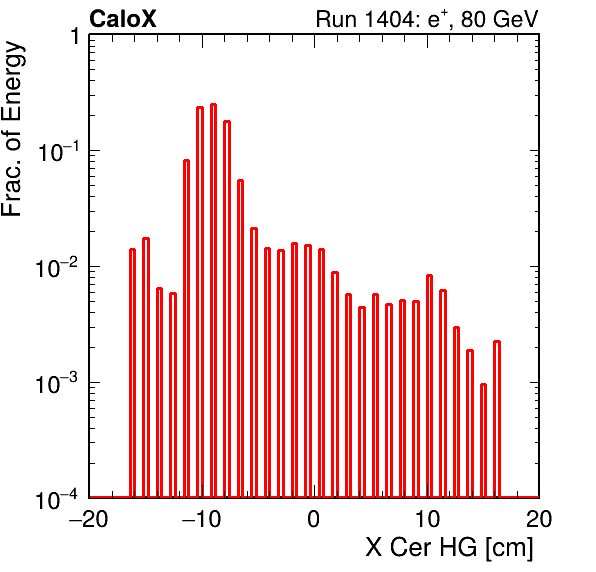 CaloX Run 1404: e⁺, 80 GeV
Frac. of Energy
1
10⁻¹
10⁻²
10⁻³
10⁻⁴
−20 −10 0 10 20
X Cer HG [cm]